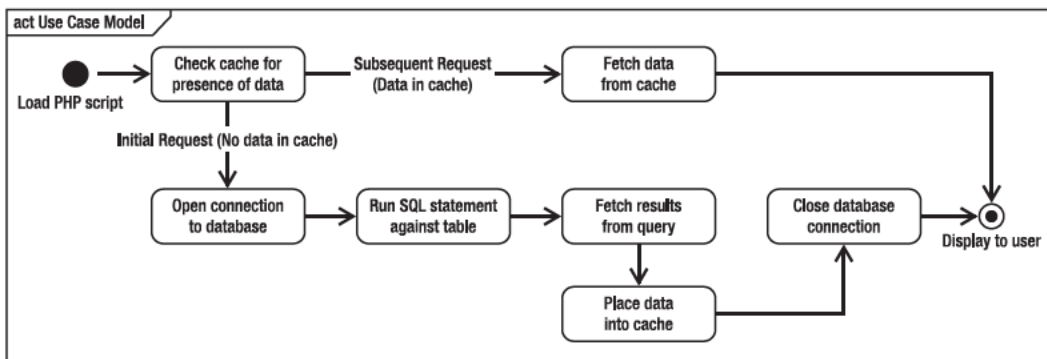 act Use Case Model
Check cache for
presence of data
Subsequent Request
(Data in cache)
Fetch data
from cache
Load PHP script
Initial Request (No data in cache)
Open connection
to database
Run SQL statement
against table
Fetch results
from query
Close database
connection
Display to user
Place data
into cache